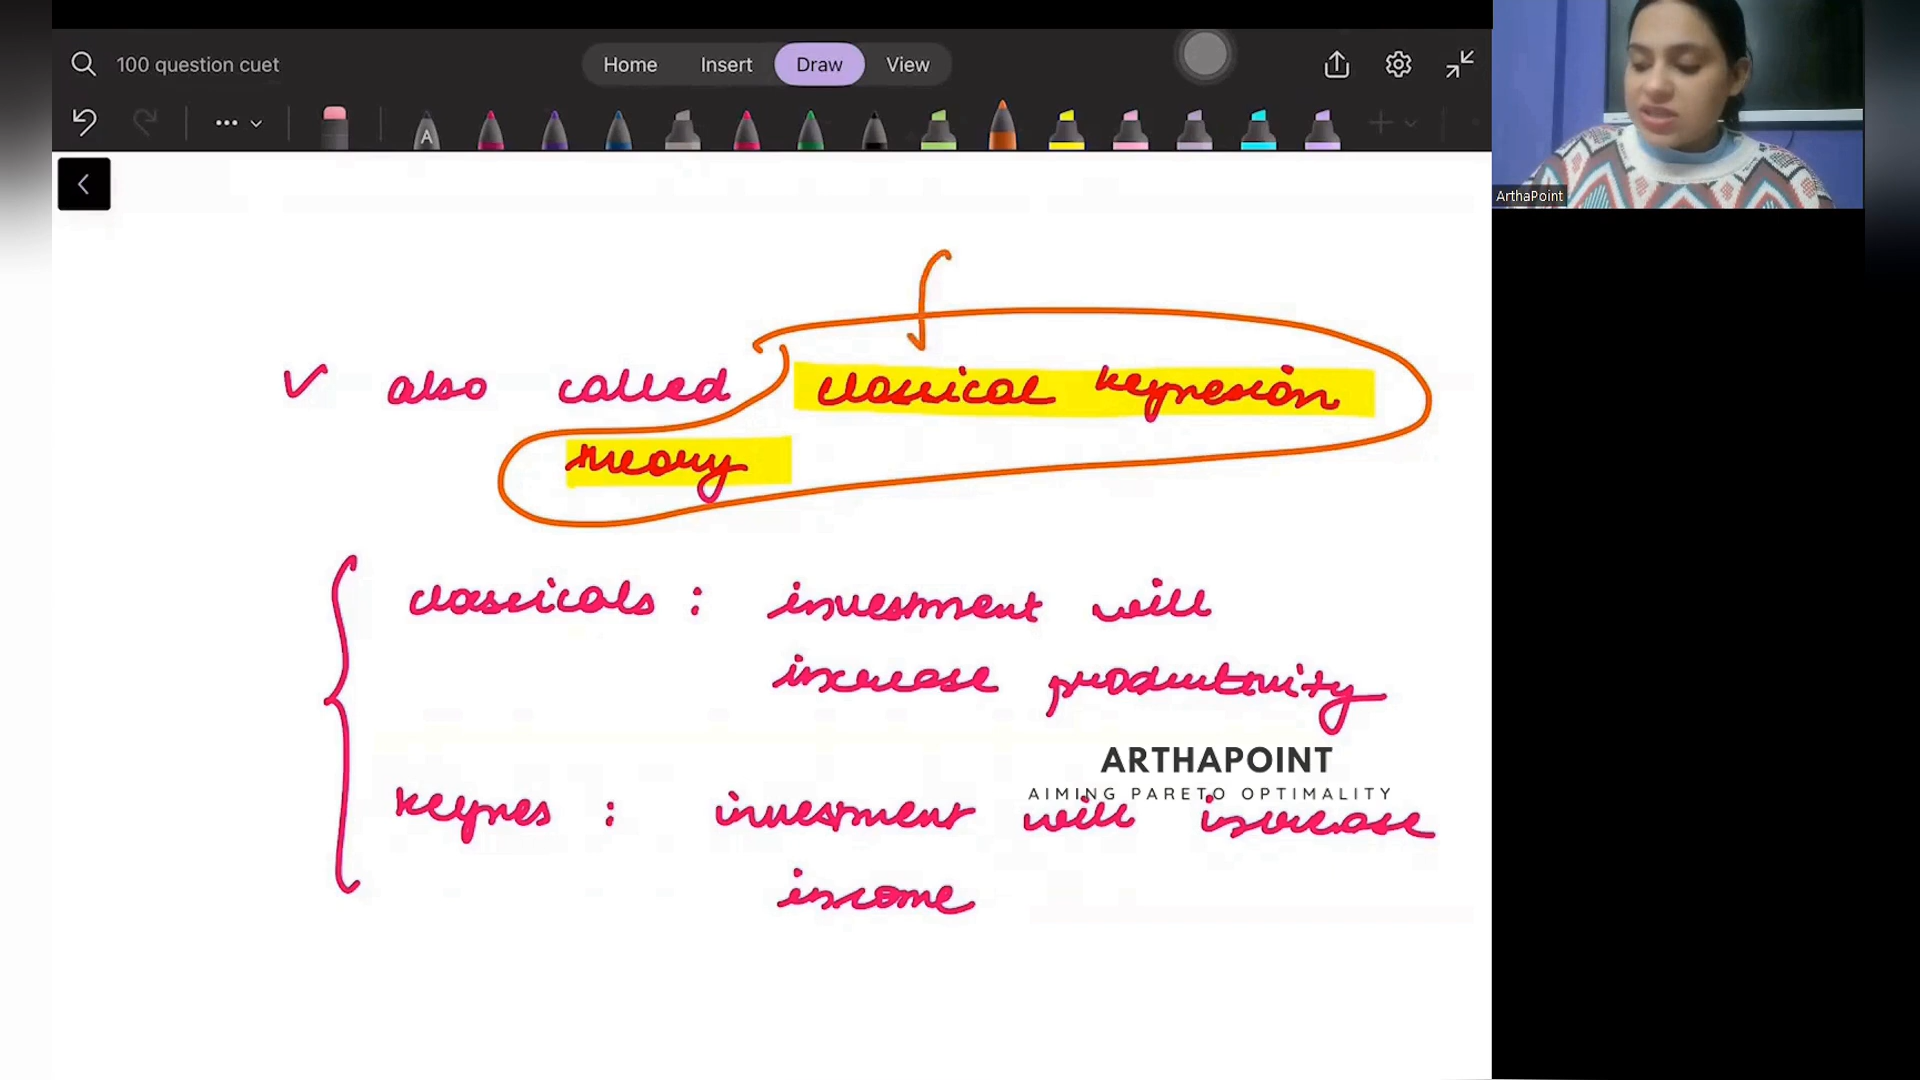 100 question cuet
Home
Insert
Draw
View
A
ArthaPoint
✓ also called classical keynesian
theory
classicals : investment will
increase productivity
ARTHAPOINT
AIMING PARETO OPTIMALITY
keynes : investment will increase
income